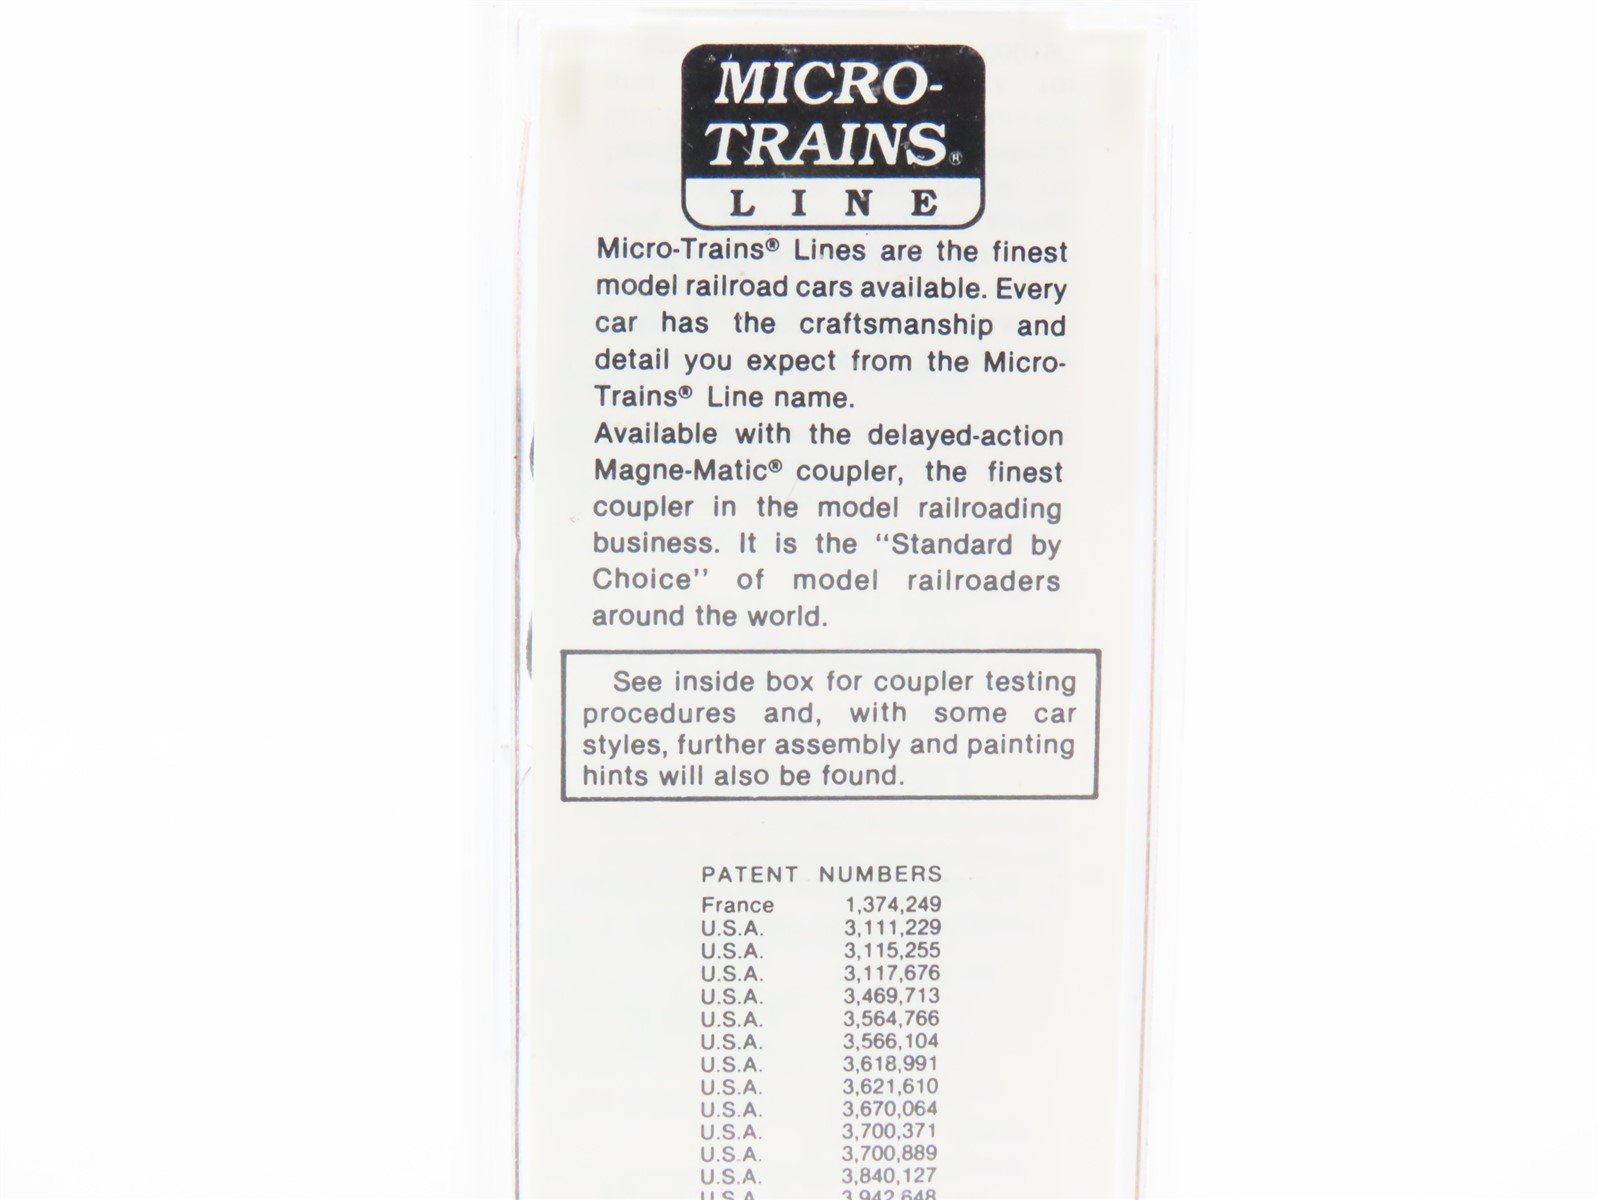 MICRO-
TRAINS®
LINE
Micro-Trains® Lines are the finest
model railroad cars available. Every
car has the craftsmanship and
detail you expect from the Micro-
Trains® Line name.
Available with the delayed-action
Magne-Matic® coupler, the finest
coupler in the model railroading
business. It is the “Standard by
Choice” of model railroaders
around the world.
See inside box for coupler testing
procedures and, with some car
styles, further assembly and painting
hints will also be found.
PATENT NUMBERS
France 1,374,249
U.S.A. 3,111,229
U.S.A. 3,115,255
U.S.A. 3,117,676
U.S.A. 3,469,713
U.S.A. 3,564,766
U.S.A. 3,566,104
U.S.A. 3,618,991
U.S.A. 3,621,610
U.S.A. 3,670,064
U.S.A. 3,700,371
U.S.A. 3,700,889
U.S.A. 3,840,127
U.S.A. 3,942,648